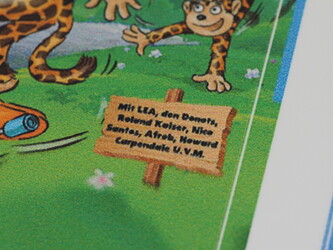 Mit LEA, den Donots,
Roland Kaiser, Nico
Santos, Afrob, Howard
Carpendale U.V.M.